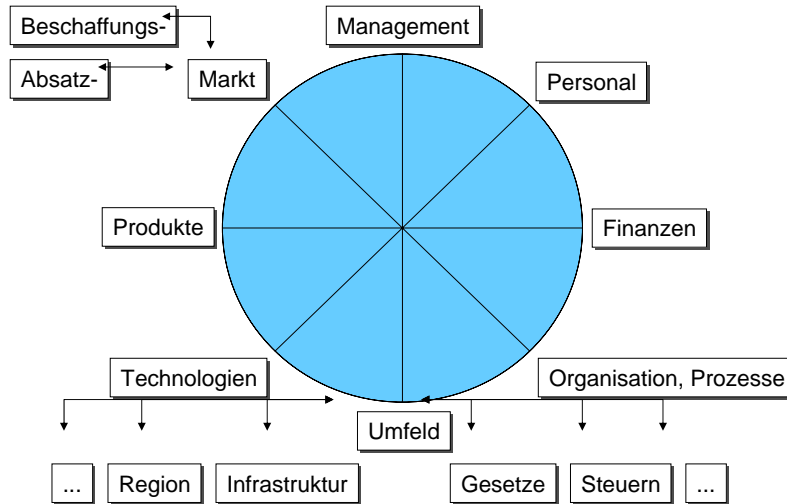 Beschaffungs-
Management
Absatz-
Markt
Personal
Produkte
Finanzen
Technologien
Organisation, Prozesse
Umfeld
...
Region
Infrastruktur
Gesetze
Steuern
...